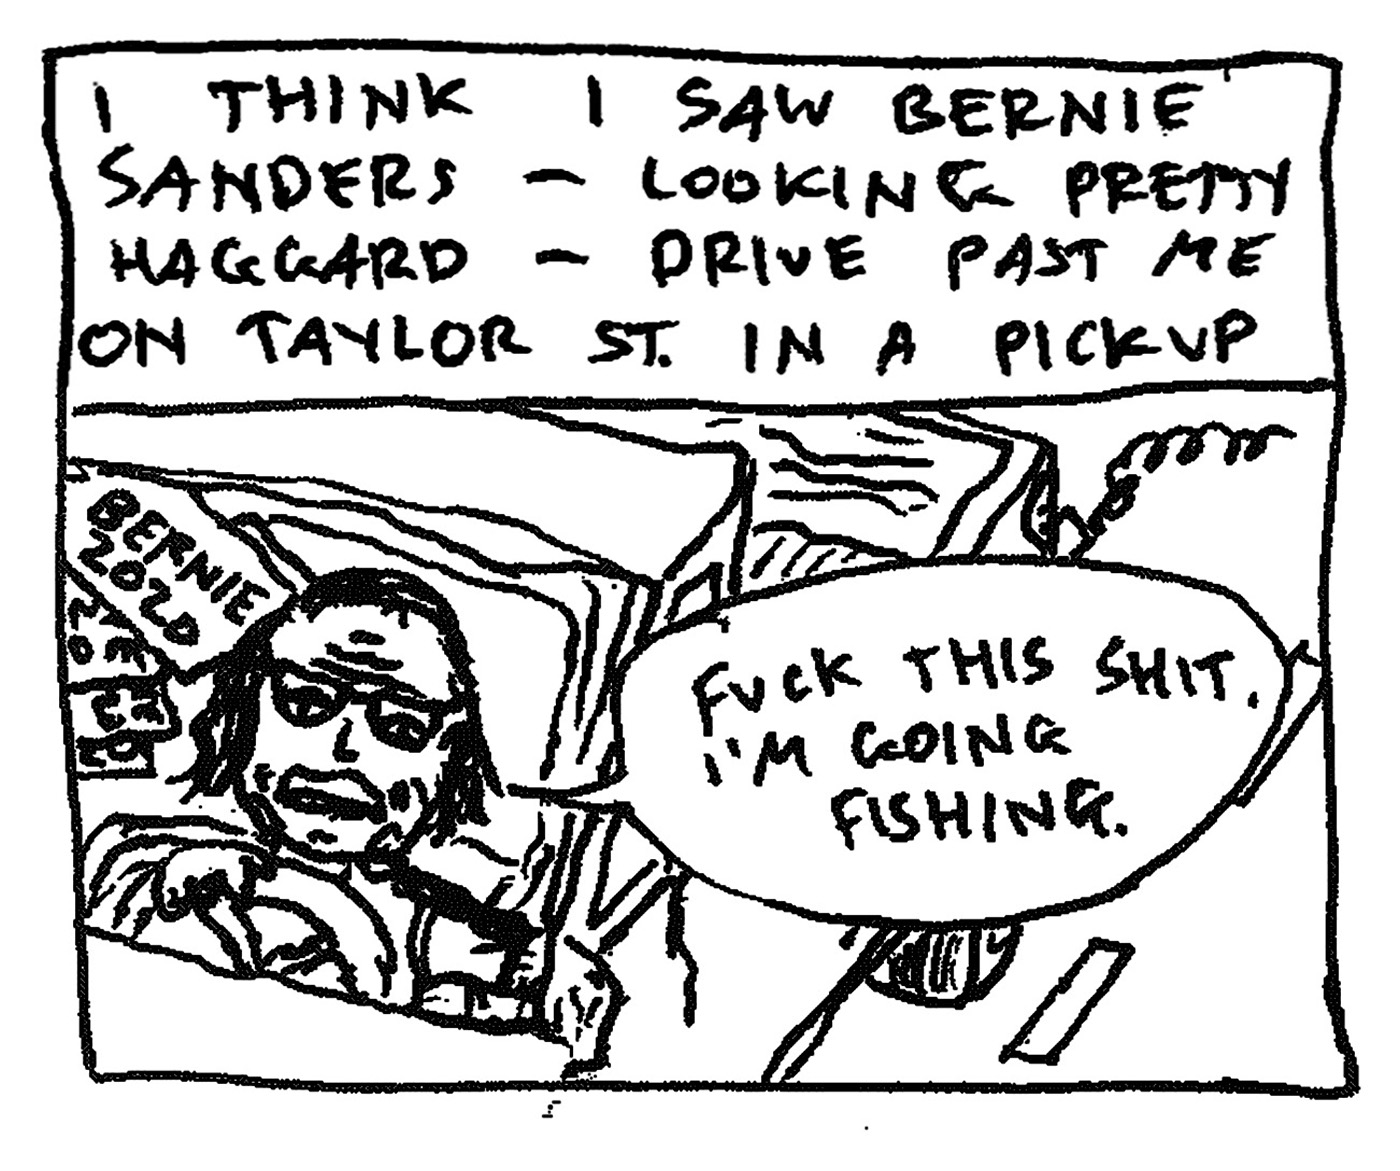 I THINK I SAW BERNIE
SANDERS – LOOKING PRETTY
HAGGARD – DRIVE PAST ME
ON TAYLOR ST. IN A PICKUP
BERNIE
2020
FUCK THIS SHIT.
I'M GOING
FISHING.